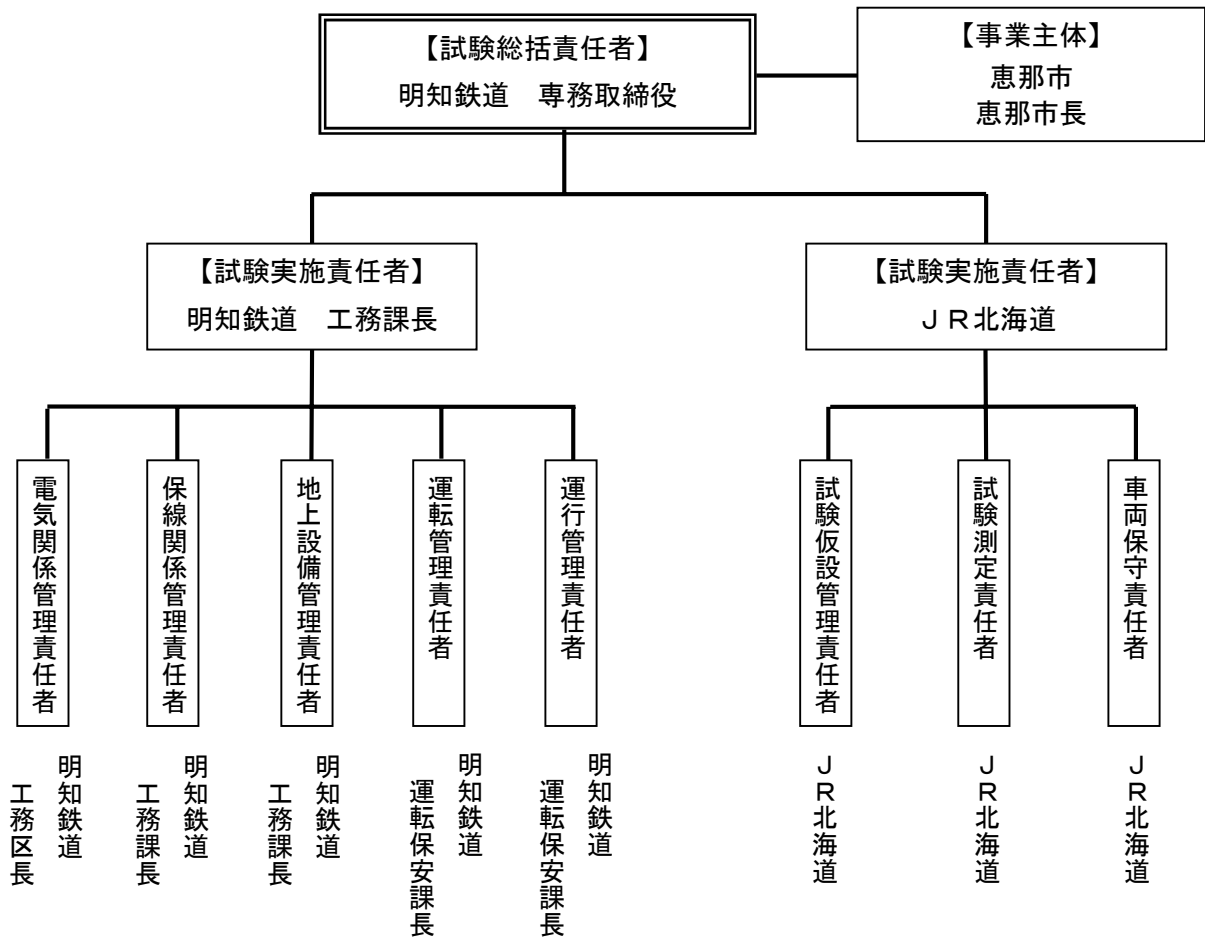 【試験総括責任者】
明知鉄道　専務取締役
【事業主体】
恵那市
恵那市長
【試験実施責任者】
明知鉄道　工務課長
【試験実施責任者】
ＪＲ北海道
電気関係管理責任者
保線関係管理責任者
地上設備管理責任者
運転管理責任者
運行管理責任者
試験仮設管理責任者
試験測定責任者
車両保守責任者
明知鉄道
工務区長
明知鉄道
工務課長
明知鉄道
工務課長
明知鉄道
運転保安課長
明知鉄道
運転保安課長
ＪＲ北海道
ＪＲ北海道
ＪＲ北海道